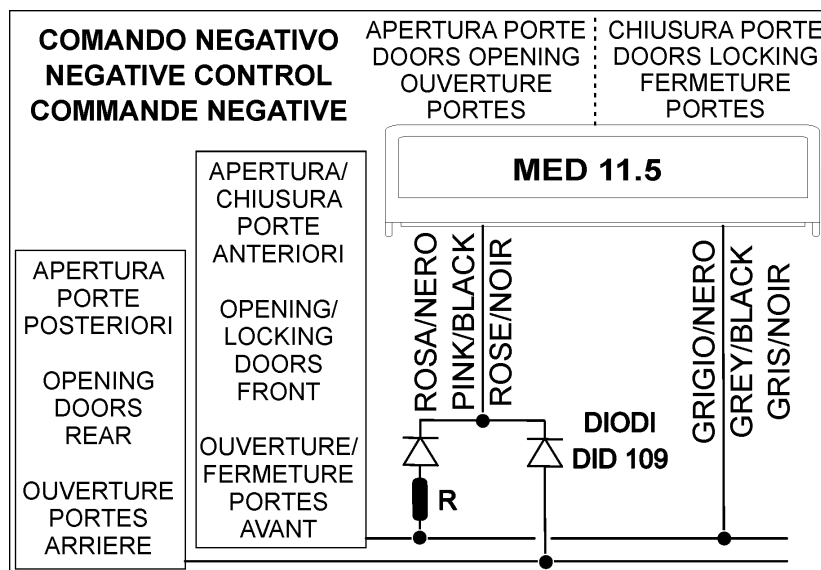 COMANDO NEGATIVO
NEGATIVE CONTROL
COMMANDE NEGATIVE
APERTURA PORTE
DOORS OPENING
OUVERTURE
PORTES
CHIUSURA PORTE
DOORS LOCKING
FERMETURE
PORTES
MED 11.5
APERTURA/
CHIUSURA
PORTE
ANTERIORI
OPENING/
LOCKING
DOORS
FRONT
OUVERTURE/
FERMETURE
PORTES
AVANT
APERTURA
PORTE
POSTERIORI
OPENING
DOORS
REAR
OUVERTURE
PORTES
ARRIERE
ROSA/NERO
PINK/BLACK
ROSE/NOIR
GRIGIO/NERO
GREY/BLACK
GRIS/NOIR
DIODI
DID 109
R